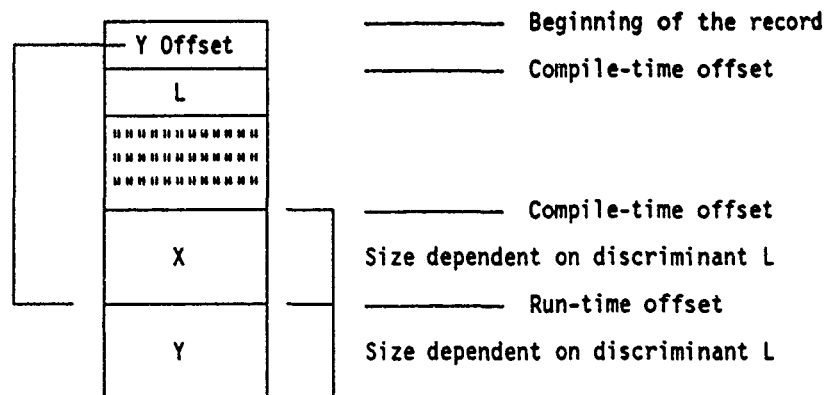 Beginning of the record
Y Offset
Compile-time offset
L
Compile-time offset
X
Size dependent on discriminant L
Run-time offset
Y
Size dependent on discriminant L